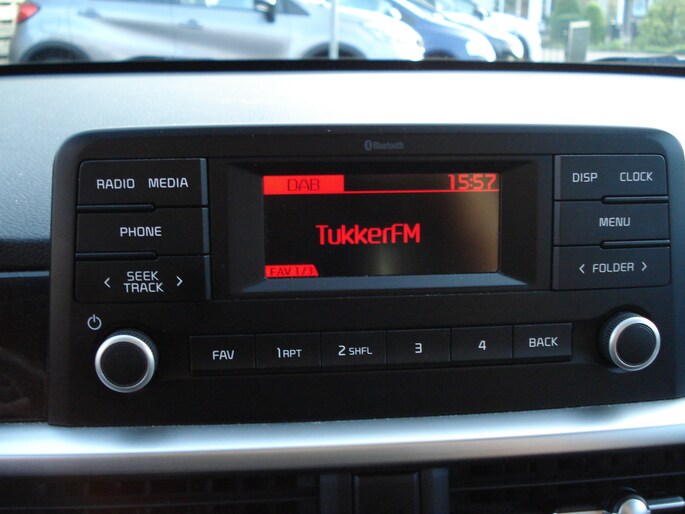 Bluetooth
RADIO MEDIA
DAB 15:57
DISP CLOCK
PHONE
TukkerFM
MENU
SEEK
TRACK
FAV 1/3
FOLDER
FAV 1 RPT 2 SHFL 3 4 BACK